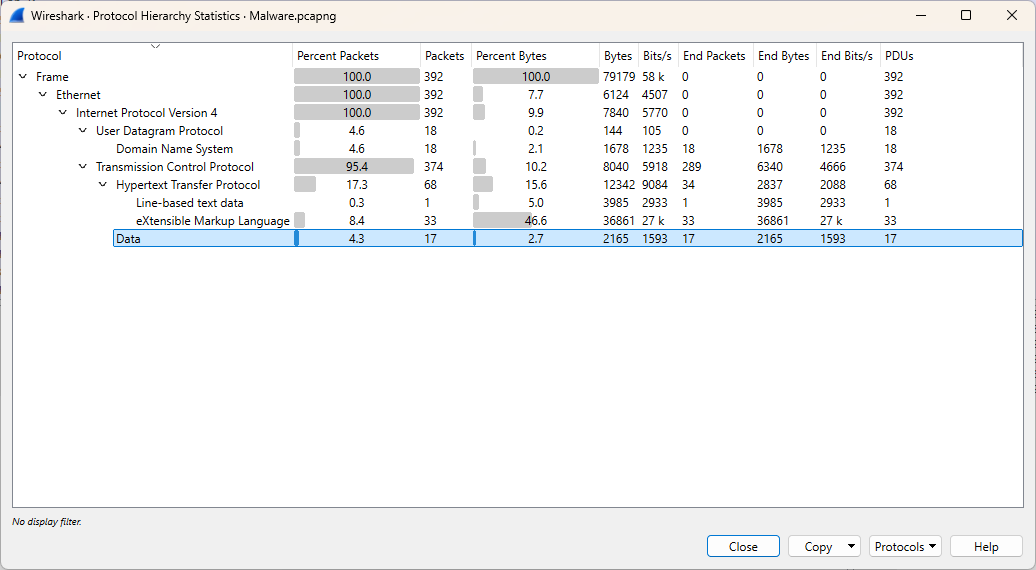 Wireshark · Protocol Hierarchy Statistics · Malware.pcapng
Protocol Percent Packets Packets Percent Bytes Bytes Bits/s End Packets End Bytes End Bits/s PDUs
Frame 100.0 392 100.0 79179 58 k 0 0 0 392
Ethernet 100.0 392 7.7 6124 4507 0 0 0 392
Internet Protocol Version 4 100.0 392 9.9 7840 5770 0 0 0 392
User Datagram Protocol 4.6 18 0.2 144 105 0 0 0 18
Domain Name System 4.6 18 2.1 1678 1235 18 1678 1235 18
Transmission Control Protocol 95.4 374 10.2 8040 5918 289 6340 4666 374
Hypertext Transfer Protocol 17.3 68 15.6 12342 9084 34 2837 2088 68
Line-based text data 0.3 1 5.0 3985 2933 1 3985 2933 1
eXtensible Markup Language 8.4 33 46.6 36861 27 k 33 36861 27 k 33
Data 4.3 17 2.7 2165 1593 17 2165 1593 17
No display filter.
Close Copy Protocols Help